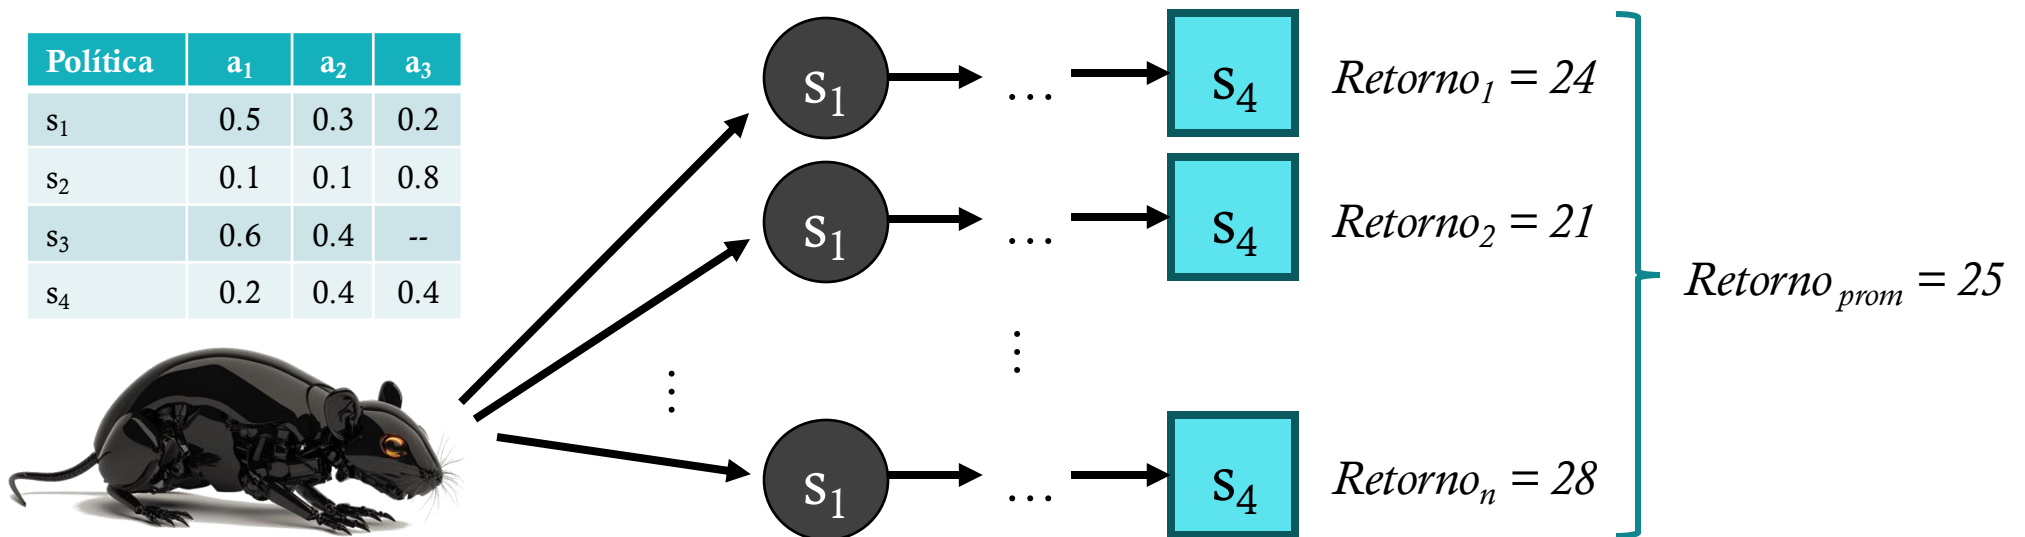 Política a₁ a₂ a₃
s₁ 0.5 0.3 0.2
s₂ 0.1 0.1 0.8
s₃ 0.6 0.4 --
s₄ 0.2 0.4 0.4
s₁ ... s₄ Retorno₁ = 24
s₁ ... s₄ Retorno₂ = 21
⋮ ⋮
s₁ ... s₄ Retornoₙ = 28
Retorno prom = 25